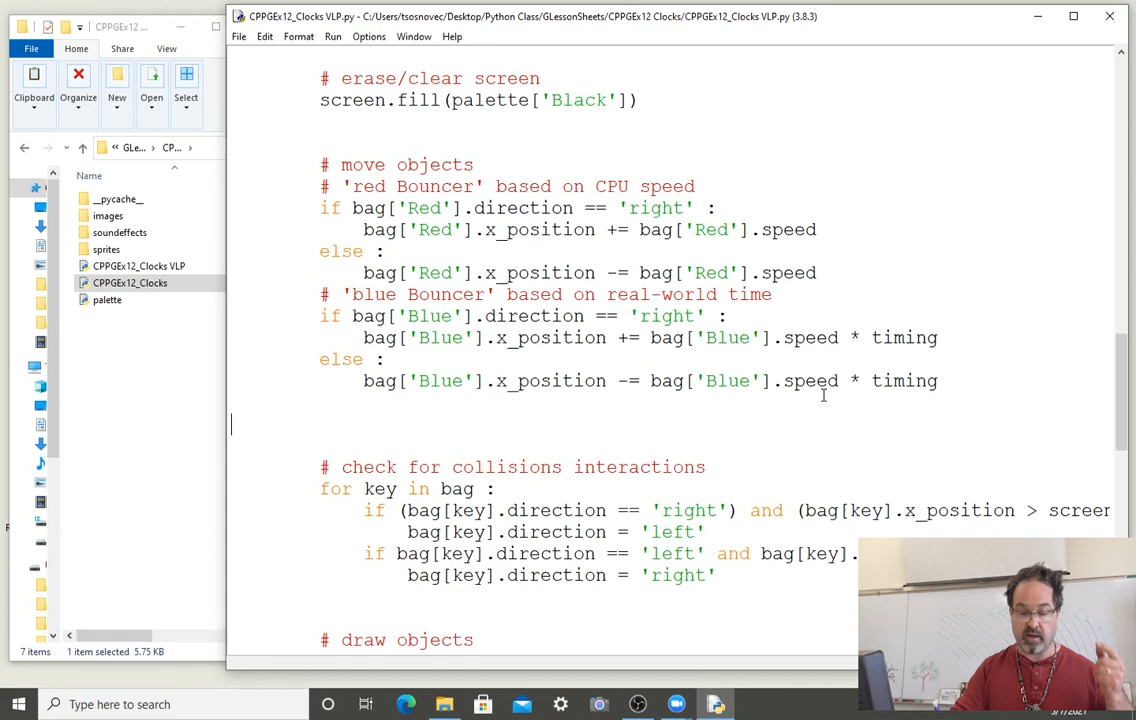 CPPGEx12 ...
CPPGEx12_Clocks VLP.py - C:/Users/tsosnovec/Desktop/Python Class/GLessonSheets/CPPGEx12 Clocks/CPPGEx12_Clocks VLP.py (3.8.3)
File Home Share View
File Edit Format Run Options Window Help
Clipboard Organize New Open Select
« GLe... › CP... ›
Name
__pycache__
images
soundeffects
sprites
CPPGEx12_Clocks VLP
CPPGEx12_Clocks
palette
7 items 1 item selected 5.75 KB
# erase/clear screen
screen.fill(palette['Black'])
# move objects
# 'red Bouncer' based on CPU speed
if bag['Red'].direction == 'right' :
bag['Red'].x_position += bag['Red'].speed
else :
bag['Red'].x_position -= bag['Red'].speed
# 'blue Bouncer' based on real-world time
if bag['Blue'].direction == 'right' :
bag['Blue'].x_position += bag['Blue'].speed * timing
else :
bag['Blue'].x_position -= bag['Blue'].speed * timing
# check for collisions interactions
for key in bag :
if (bag[key].direction == 'right') and (bag[key].x_position > screen
bag[key].direction = 'left'
if bag[key].direction == 'left' and bag[key].
bag[key].direction = 'right'
# draw objects
Type here to search